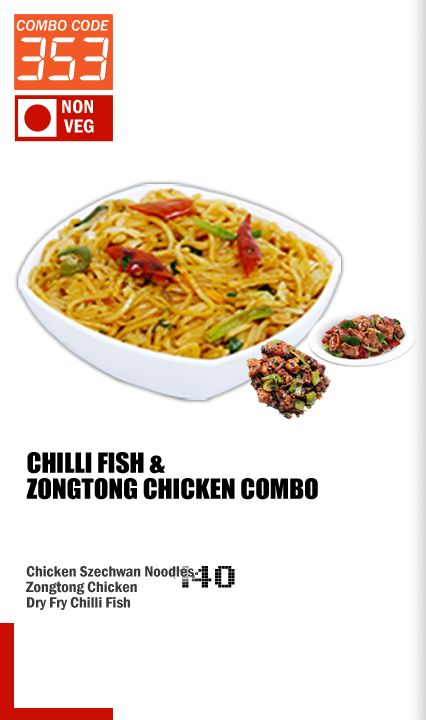 COMBO CODE
353
NON
VEG
CHILLI FISH &
ZONGTONG CHICKEN COMBO
Chicken Szechwan Noodles
Zongtong Chicken
Dry Fry Chilli Fish